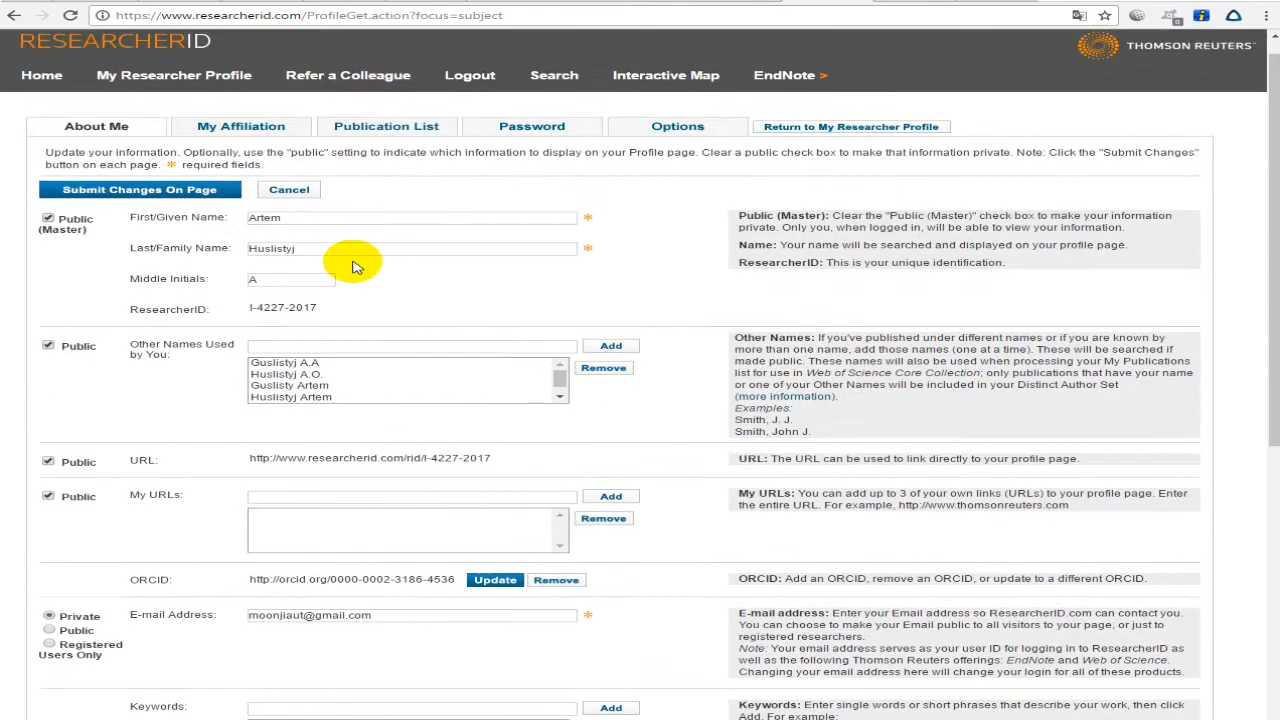 https://www.researcherid.com/ProfileGet.action?focus=subject
RESEARCHERID
THOMSON REUTERS
Home My Researcher Profile Refer a Colleague Logout Search Interactive Map EndNote >
About Me My Affiliation Publication List Password Options Return to My Researcher Profile
Update your information. Optionally, use the "public" setting to indicate which information to display on your Profile page. Clear a public check box to make that information private. Note: Click the "Submit Changes"
button on each page. * required fields.
Submit Changes On Page Cancel
Public
(Master)
First/Given Name: Artem *
Last/Family Name: Huslistyj *
Middle Initials: A
ResearcherID: I-4227-2017
Public (Master): Clear the "Public (Master)" check box to make your information
private. Only you, when logged in, will be able to view your information.
Name: Your name will be searched and displayed on your profile page.
ResearcherID: This is your unique identification.
Public
Other Names Used
by You:
Add
Guslistyj A.A
Huslistyj A.O.
Guslisty Artem
Huslistyj Artem
Remove
Other Names: If you've published under different names or if you are known by
more than one name, add those names (one at a time). These will be searched if
made public. These names will also be used when processing your My Publications
list for use in Web of Science Core Collection; only publications that have your name
or one of your Other Names will be included in your Distinct Author Set
(more information).
Examples:
Smith, J. J.
Smith, John J.
Public URL: http://www.researcherid.com/rid/I-4227-2017
URL: The URL can be used to link directly to your profile page.
Public My URLs: Add
Remove
My URLs: You can add up to 3 of your own links (URLs) to your profile page. Enter
the entire URL. For example, http://www.thomsonreuters.com
ORCID: http://orcid.org/0000-0002-3186-4536 Update Remove
ORCID: Add an ORCID, remove an ORCID, or update to a different ORCID.
Private
Public
Registered
Users Only
E-mail Address: moonjiaut@gmail.com *
E-mail address: Enter your Email address so ResearcherID.com can contact you.
You can choose to make your Email public to all visitors to your page, or just to
registered researchers.
Note: Your email address serves as your user ID for logging in to ResearcherID as
well as the following Thomson Reuters offerings: EndNote and Web of Science.
Changing your email address here will change your login for all of these products.
Keywords: Add
Keywords: Enter single words or short phrases that describe your work, then click
Add. For example: